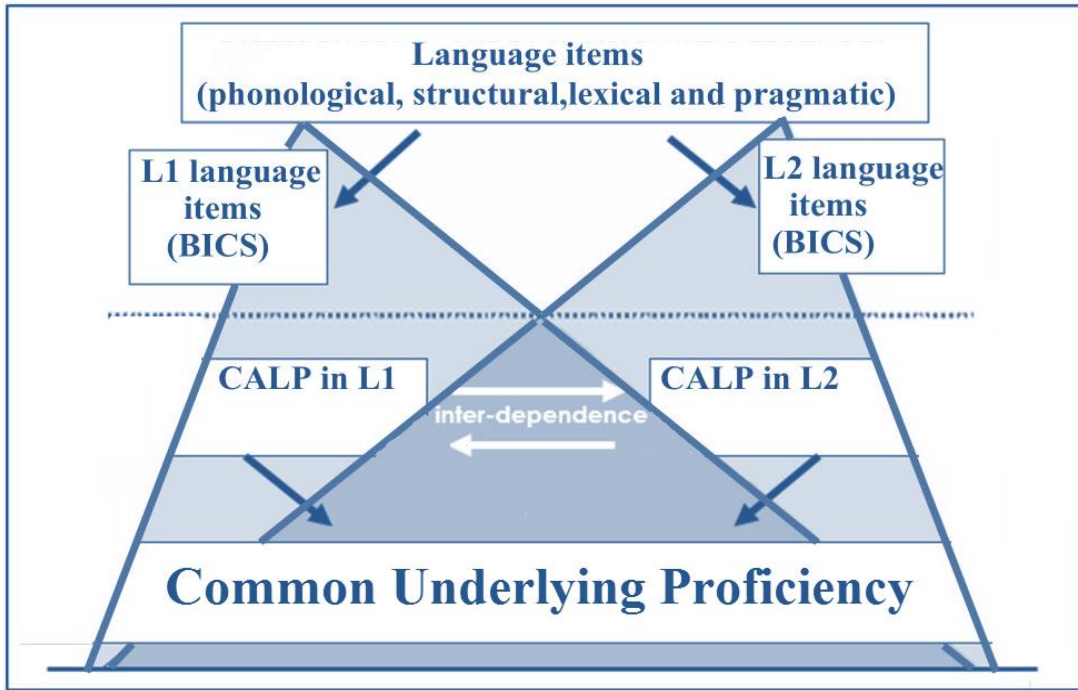 Language items
(phonological, structural,lexical and pragmatic)
L1 language
items
(BICS)
L2 language
items
(BICS)
CALP in L1
CALP in L2
inter-dependence
Common Underlying Proficiency